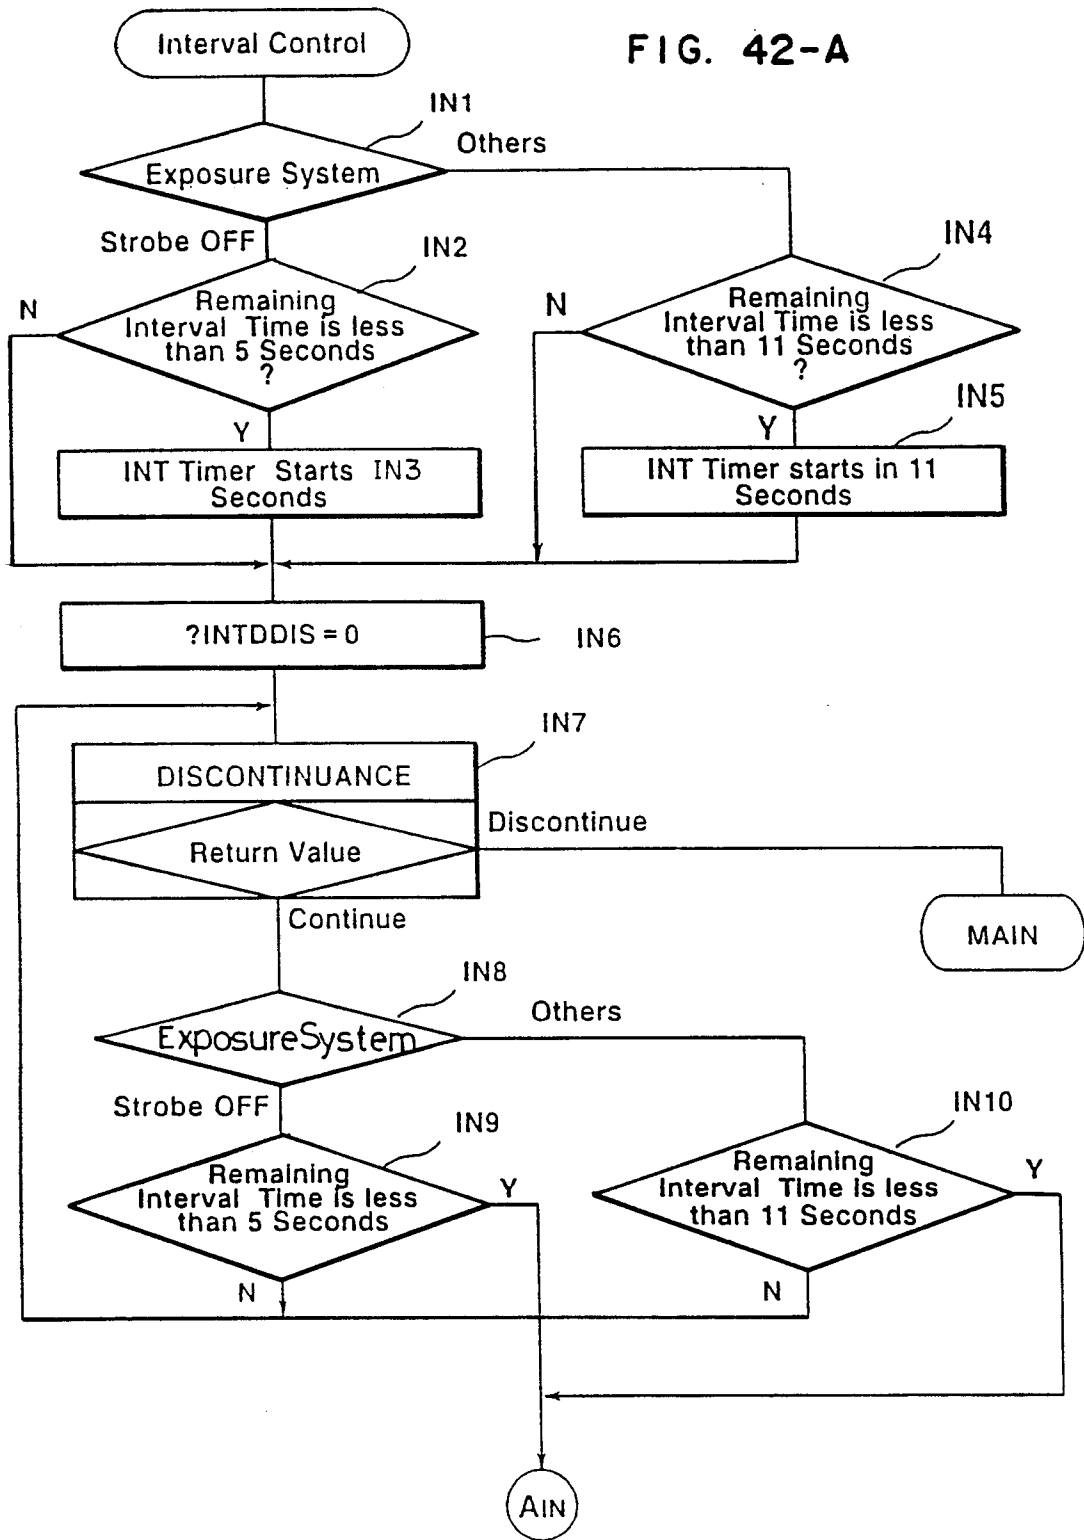 Interval Control
FIG. 42-A
IN1
Others
Exposure System
Strobe OFF
IN2
IN4
N
Remaining
Interval Time is less
than 5 Seconds
?
N
Remaining
Interval Time is less
than 11 Seconds
?
Y
Y
IN5
INT Timer Starts IN3
Seconds
INT Timer starts in 11
Seconds
?INTDDIS = 0
IN6
IN7
DISCONTINUANCE
Discontinue
Return Value
Continue
MAIN
IN8
Others
ExposureSystem
Strobe OFF
IN9
IN10
Remaining
Interval Time is less
than 5 Seconds
Y
Remaining
Interval Time is less
than 11 Seconds
Y
N
N
AIN